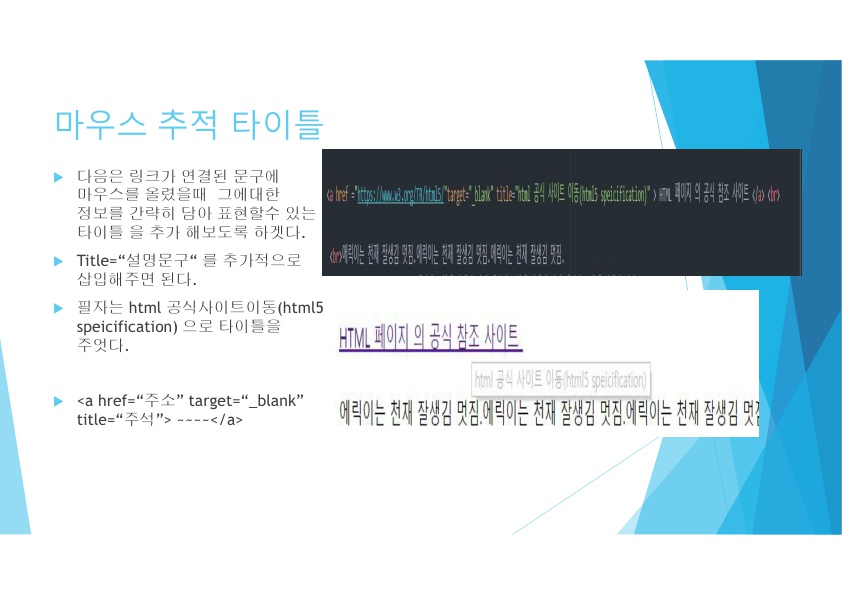 마우스 추적 타이틀
다음은 링크가 연결된 문구에
마우스를 올렸을때 그에대한
정보를 간략히 담아 표현할수 있는
타이틀 을 추가 해보도록 하겟다.
Title=“설명문구“ 를 추가적으로
삽입해주면 된다.
필자는 html 공식사이트이동(html5
speicification) 으로 타이틀을
주엇다.
<a href=“주소” target=“_blank”
title=“주석”> ~~~~</a>
<a href ="https://www.w3.org/TR/html5/"target="_blank" title="html 공식 사이트 이동(html5 speicification)" > HTML 페이지 의 공식 참조 사이트 </a> <br>
<br>에릭이는 천재 잘생김 멋짐.에릭이는 천재 잘생김 멋짐.에릭이는 천재 잘생김 멋짐.
HTML 페이지 의 공식 참조 사이트
html 공식 사이트 이동(html5 speicification)
에릭이는 천재 잘생김 멋짐.에릭이는 천재 잘생김 멋짐.에릭이는 천재 잘생김 멋짐